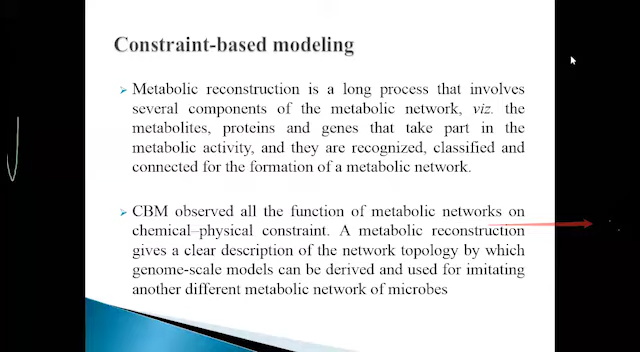 Constraint-based modeling
Metabolic reconstruction is a long process that involves
several components of the metabolic network, viz. the
metabolites, proteins and genes that take part in the
metabolic activity, and they are recognized, classified and
connected for the formation of a metabolic network.
CBM observed all the function of metabolic networks on
chemical–physical constraint. A metabolic reconstruction
gives a clear description of the network topology by which
genome-scale models can be derived and used for imitating
another different metabolic network of microbes